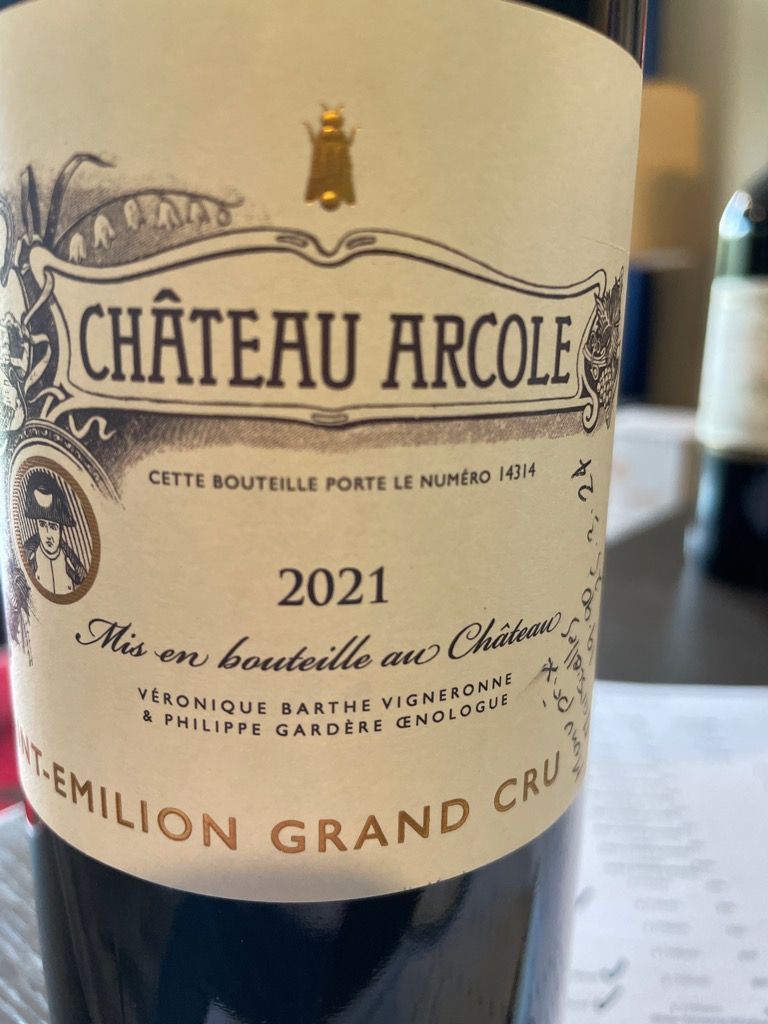 CHÂTEAU ARCOLE
CETTE BOUTEILLE PORTE LE NUMÉRO 14314
2021
Mis en bouteille au Château
VÉRONIQUE BARTHE VIGNERONNE
& PHILIPPE GARDÈRE ŒNOLOGUE
NT-EMILION GRAND CRU